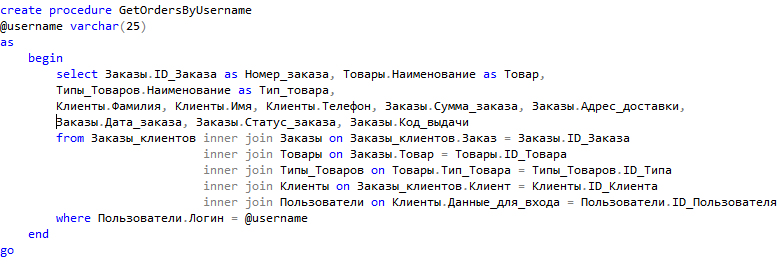 create procedure GetOrdersByUsername
@username varchar(25)
as
begin
select Заказы.ID_Заказа as Номер_заказа, Товары.Наименование as Товар,
Типы_Товаров.Наименование as Тип_товара,
Клиенты.Фамилия, Клиенты.Имя, Клиенты.Телефон, Заказы.Сумма_заказа, Заказы.Адрес_доставки,
Заказы.Дата_заказа, Заказы.Статус_заказа, Заказы.Код_выдачи
from Заказы_клиентов inner join Заказы on Заказы_клиентов.Заказ = Заказы.ID_Заказа
inner join Товары on Заказы.Товар = Товары.ID_Товара
inner join Типы_Товаров on Товары.Тип_Товара = Типы_Товаров.ID_Типа
inner join Клиенты on Заказы_клиентов.Клиент = Клиенты.ID_Клиента
inner join Пользователи on Клиенты.Данные_для_входа = Пользователи.ID_Пользователя
where Пользователи.Логин = @username
end
go